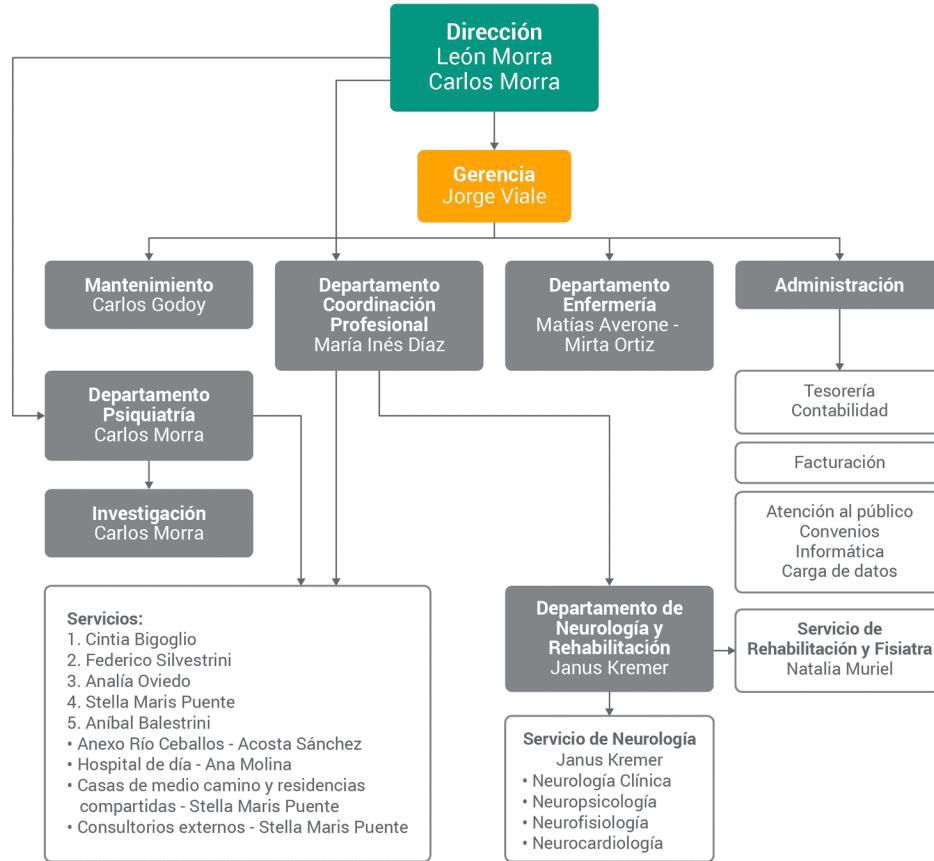 Dirección
León Morra
Carlos Morra
Gerencia
Jorge Viale
Mantenimiento
Carlos Godoy
Departamento
Coordinación
Profesional
María Inés Díaz
Departamento
Enfermería
Matías Averone -
Mirta Ortiz
Administración
Tesorería
Contabilidad
Facturación
Atención al público
Convenios
Informática
Carga de datos
Departamento
Psiquiatría
Carlos Morra
Investigación
Carlos Morra
Servicios:
1. Cintia Bigoglio
2. Federico Silvestrini
3. Analía Oviedo
4. Stella Maris Puente
5. Aníbal Balestrini
• Anexo Río Ceballos - Acosta Sánchez
• Hospital de día - Ana Molina
• Casas de medio camino y residencias
compartidas - Stella Maris Puente
• Consultorios externos - Stella Maris Puente
Departamento de
Neurología y
Rehabilitación
Janus Kremer
Servicio de
Rehabilitación y Fisiatra
Natalia Muriel
Servicio de Neurología
Janus Kremer
• Neurología Clínica
• Neuropsicología
• Neurofisiología
• Neurocardiología